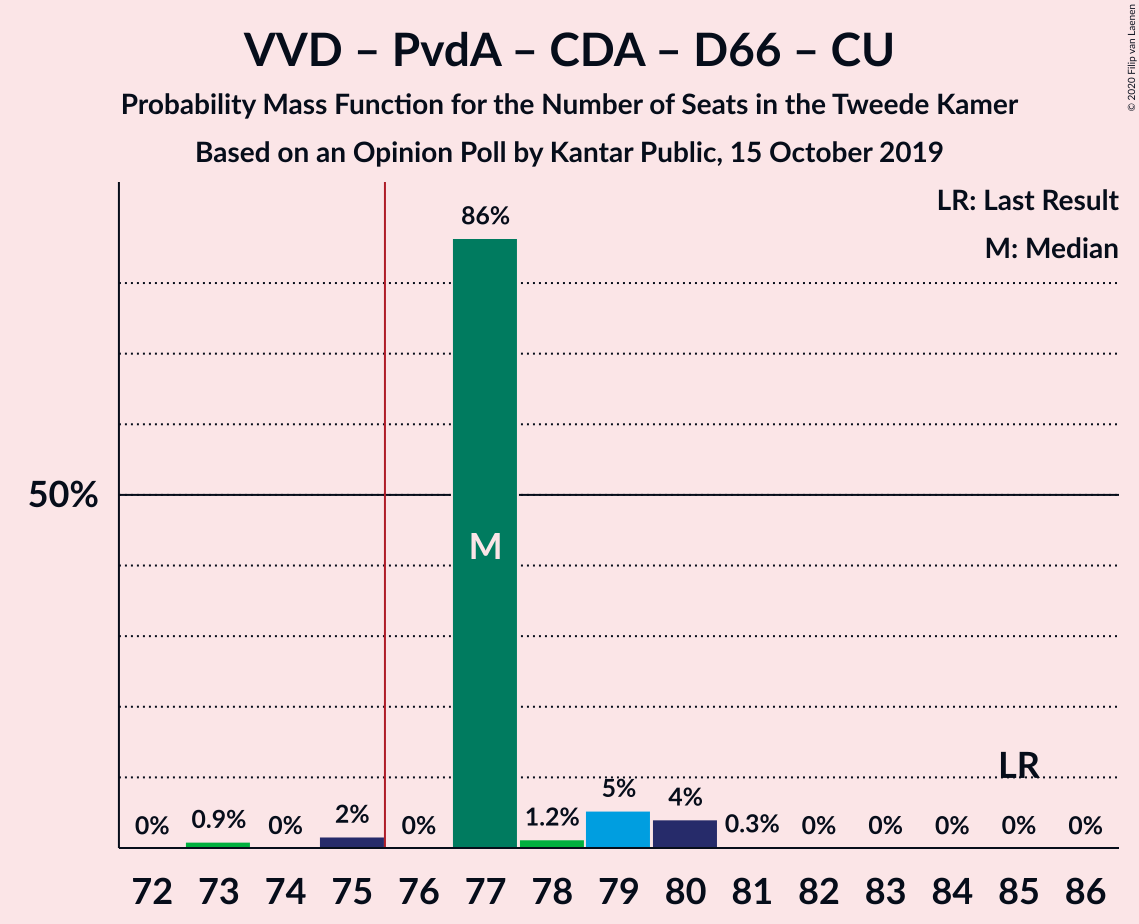 VVD – PvdA – CDA – D66 – CU
Probability Mass Function for the Number of Seats in the Tweede Kamer
Based on an Opinion Poll by Kantar Public, 15 October 2019
© 2020 Filip van Laenen
LR: Last Result
M: Median
86%
50%
M
LR
0% 0.9% 0% 2% 0% 1.2% 5% 4% 0.3% 0% 0% 0% 0% 0%
72 73 74 75 76 77 78 79 80 81 82 83 84 85 86